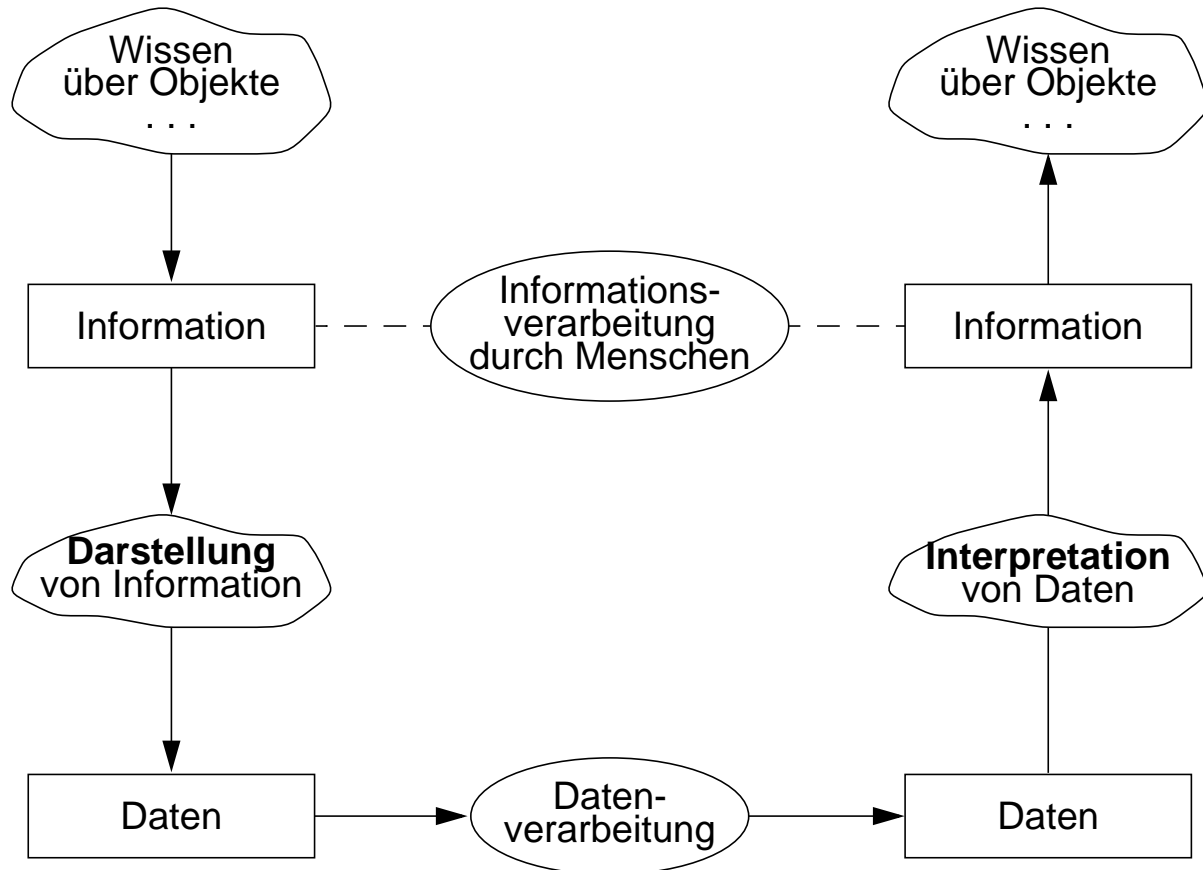 Wissen
über Objekte
. . .
Wissen
über Objekte
. . .
Information
Informations-
verarbeitung
durch Menschen
Information
Darstellung
von Information
Interpretation
von Daten
Daten
Daten-
verarbeitung
Daten